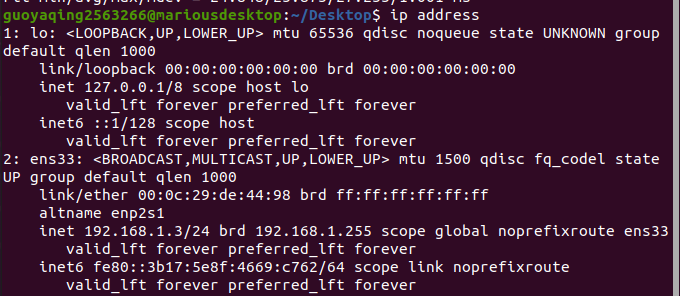 guoyaqing2563266@mariousdesktop:~/Desktop$ ip address
1: lo: <LOOPBACK,UP,LOWER_UP> mtu 65536 qdisc noqueue state UNKNOWN group
default qlen 1000
    link/loopback 00:00:00:00:00:00 brd 00:00:00:00:00:00
    inet 127.0.0.1/8 scope host lo
       valid_lft forever preferred_lft forever
    inet6 ::1/128 scope host
       valid_lft forever preferred_lft forever
2: ens33: <BROADCAST,MULTICAST,UP,LOWER_UP> mtu 1500 qdisc fq_codel state
UP group default qlen 1000
    link/ether 00:0c:29:de:44:98 brd ff:ff:ff:ff:ff:ff
    altname enp2s1
    inet 192.168.1.3/24 brd 192.168.1.255 scope global noprefixroute ens33
       valid_lft forever preferred_lft forever
    inet6 fe80::3b17:5e8f:4669:c762/64 scope link noprefixroute
       valid_lft forever preferred_lft forever